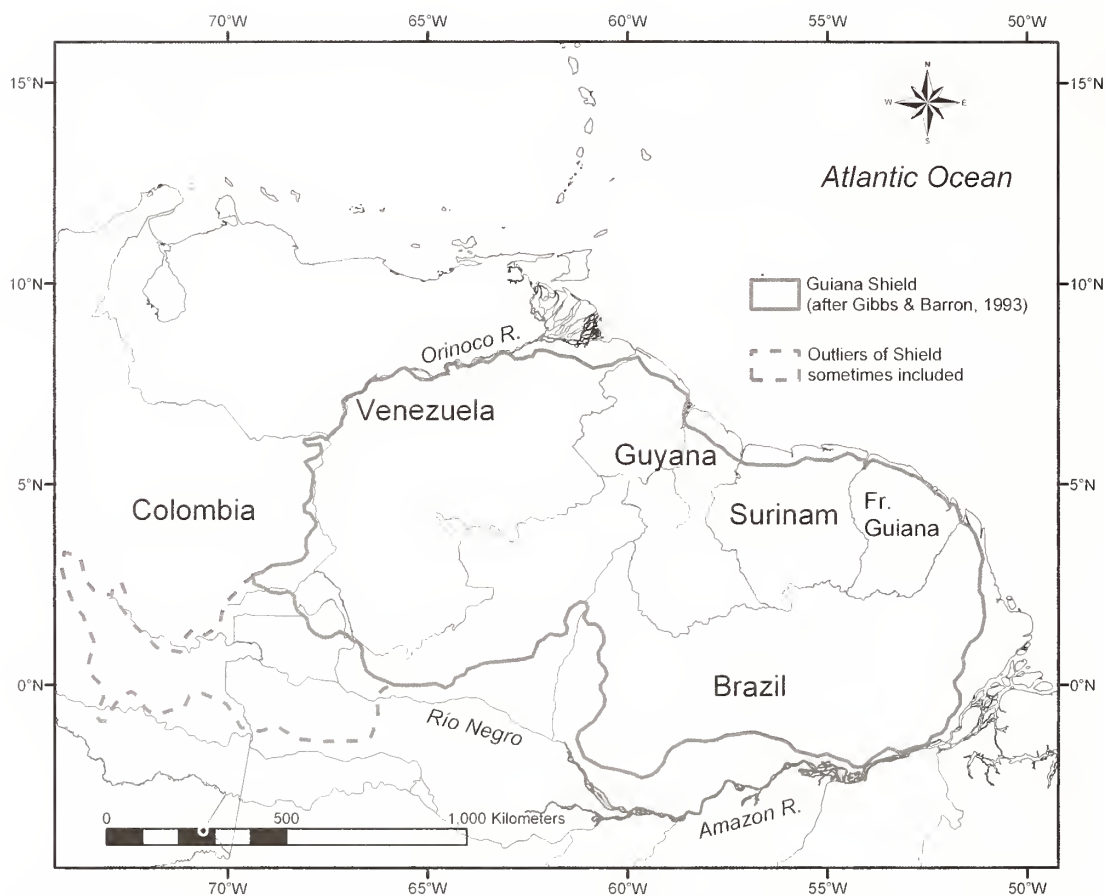 70°W 65°W 60°W 55°W 50°W
15°N 15°N
N
W E
S
Atlantic Ocean
10°N 10°N
Guiana Shield
(after Gibbs & Barron, 1993)
Orinoco R.
Outliers of Shield
sometimes included
Venezuela
Guyana
5°N 5°N
Colombia
Surinam
Fr.
Guiana
0°N 0°N
Brazil
Río Negro
Amazon R.
0 500 1,000 Kilometers
70°W 65°W 60°W 55°W 50°W